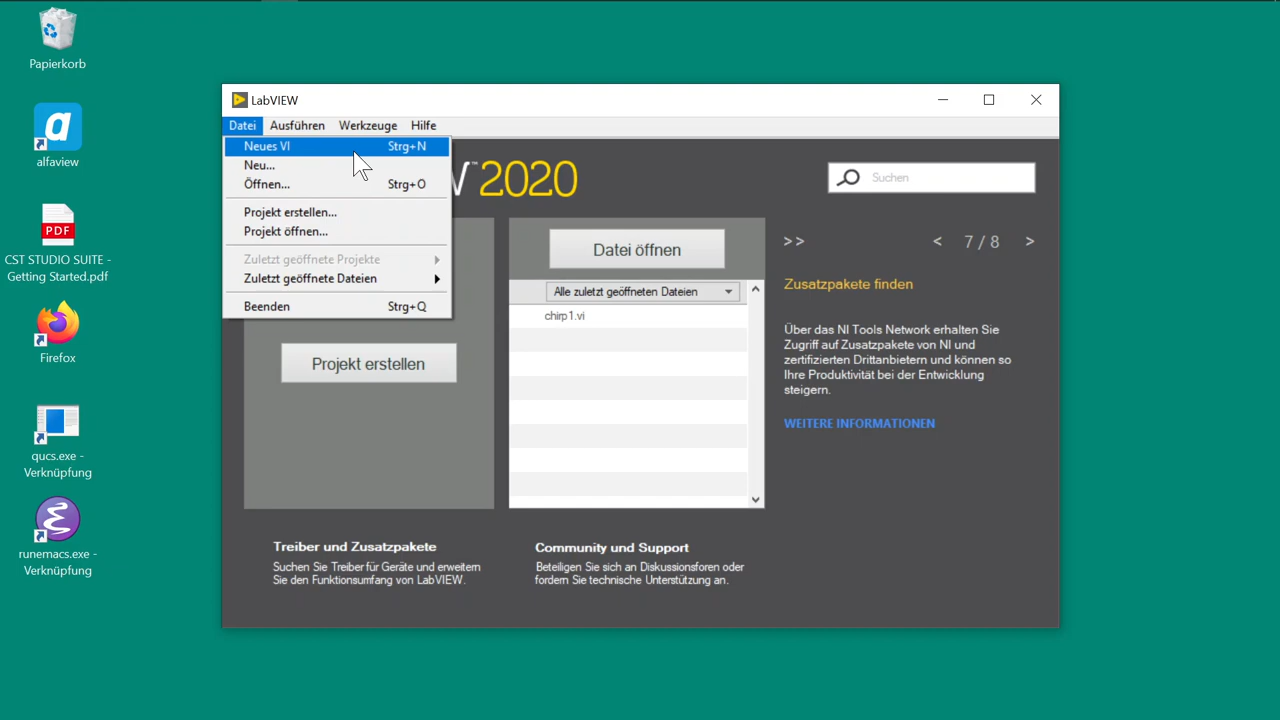 Papierkorb
alfaview
CST STUDIO SUITE -
Getting Started.pdf
Firefox
qucs.exe -
Verknüpfung
runemacs.exe -
Verknüpfung
LabVIEW
Datei Ausführen Werkzeuge Hilfe
Neues VI Strg+N
Neu...
Öffnen... Strg+O
Projekt erstellen...
Projekt öffnen...
Zuletzt geöffnete Projekte
Zuletzt geöffnete Dateien
Beenden Strg+Q
W™ 2020
Suchen
Projekt erstellen
Datei öffnen
Alle zuletzt geöffneten Dateien
chirp1.vi
>> < 7 / 8 >
Zusatzpakete finden
Über das NI Tools Network erhalten Sie
Zugriff auf Zusatzpakete von NI und
zertifizierten Drittanbietern und können so
Ihre Produktivität bei der Entwicklung
steigern.
WEITERE INFORMATIONEN
Treiber und Zusatzpakete
Suchen Sie Treiber für Geräte und erweitern
Sie den Funktionsumfang von LabVIEW.
Community und Support
Beteiligen Sie sich an Diskussionsforen oder
fordern Sie technische Unterstützung an.
PDF